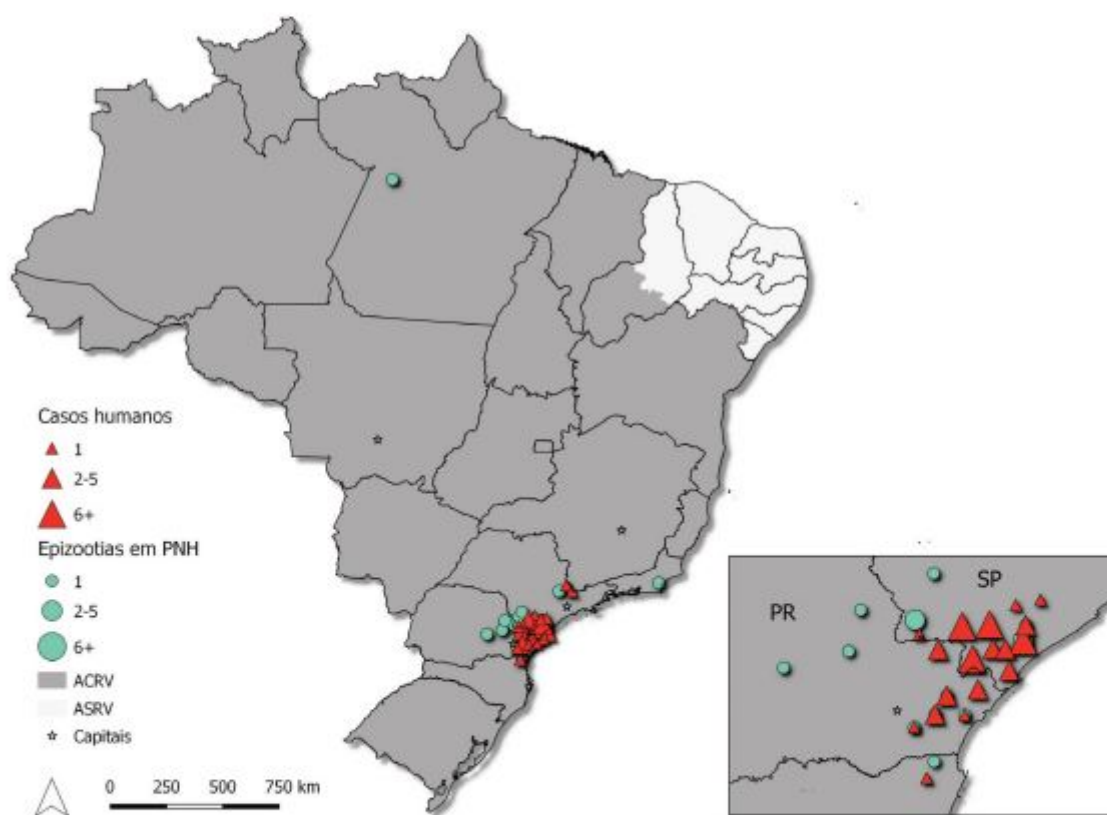 Casos humanos
1
2-5
6+
Epizootias em PNH
1
2-5
6+
ACRV
ASRV
Capitais
0 250 500 750 km
SP
PR